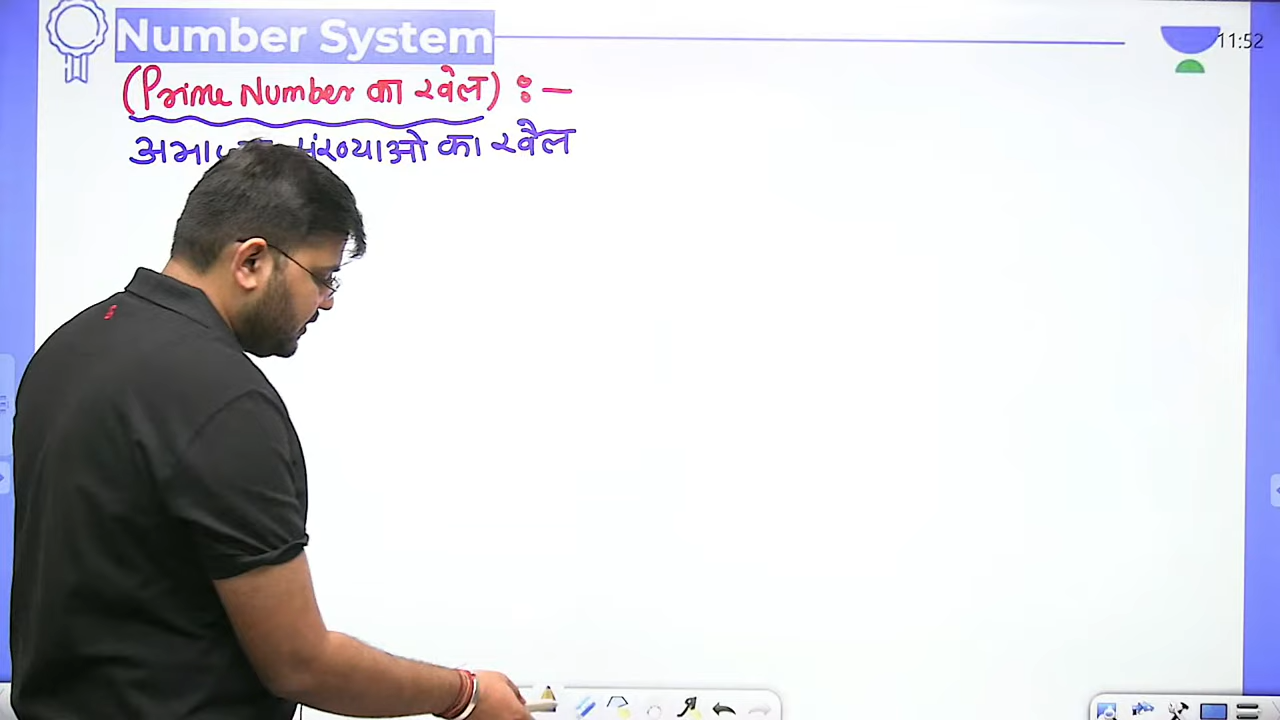 Number System
11:52
(Prime Number का खेल) :-
संख्याओ का खेल